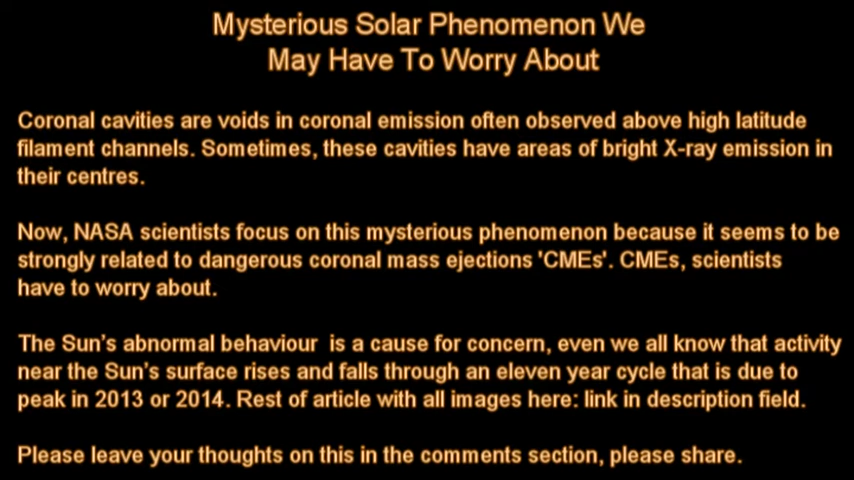 Mysterious Solar Phenomenon We
May Have To Worry About
Coronal cavities are voids in coronal emission often observed above high latitude
filament channels. Sometimes, these cavities have areas of bright X-ray emission in
their centres.
Now, NASA scientists focus on this mysterious phenomenon because it seems to be
strongly related to dangerous coronal mass ejections 'CMEs'. CMEs, scientists
have to worry about.
The Sun’s abnormal behaviour  is a cause for concern, even we all know that activity
near the Sun’s surface rises and falls through an eleven year cycle that is due to
peak in 2013 or 2014. Rest of article with all images here: link in description field.
Please leave your thoughts on this in the comments section, please share.